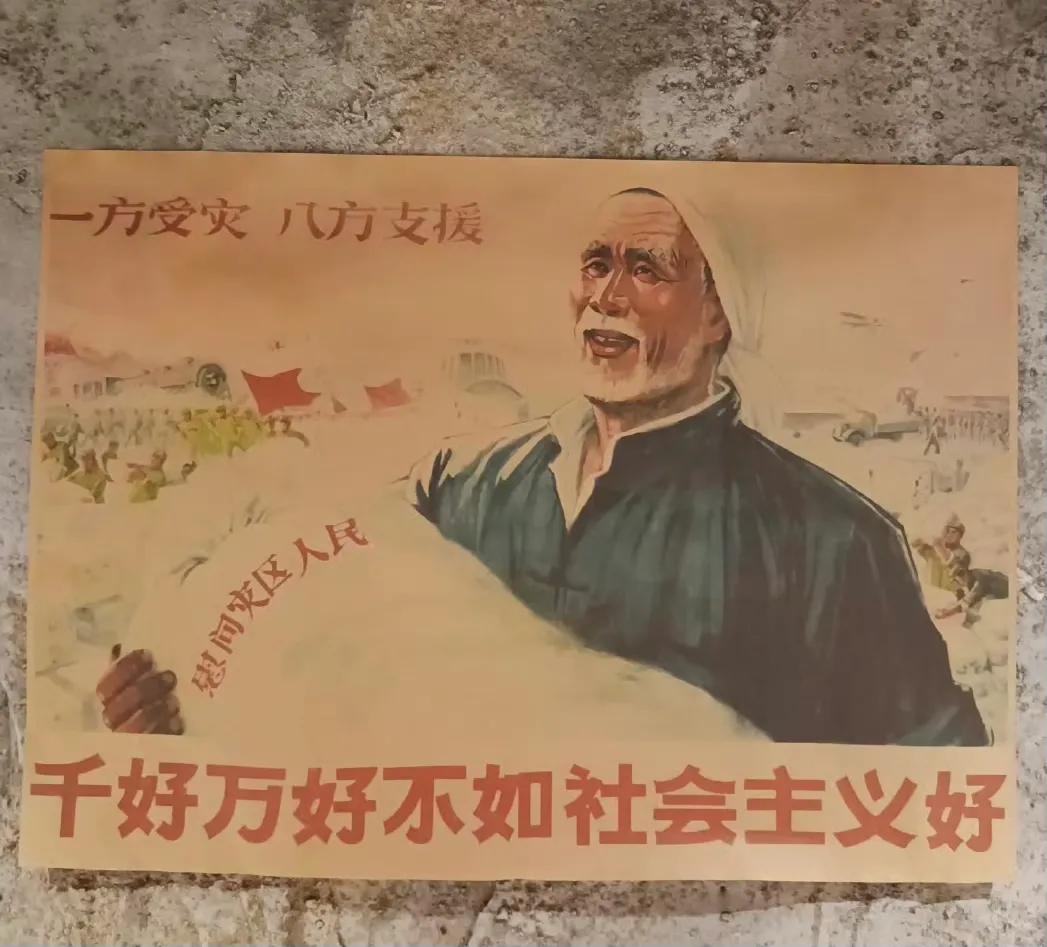 一方受灾 八方支援
慰问灾区人民
千好万好不如社会主义好